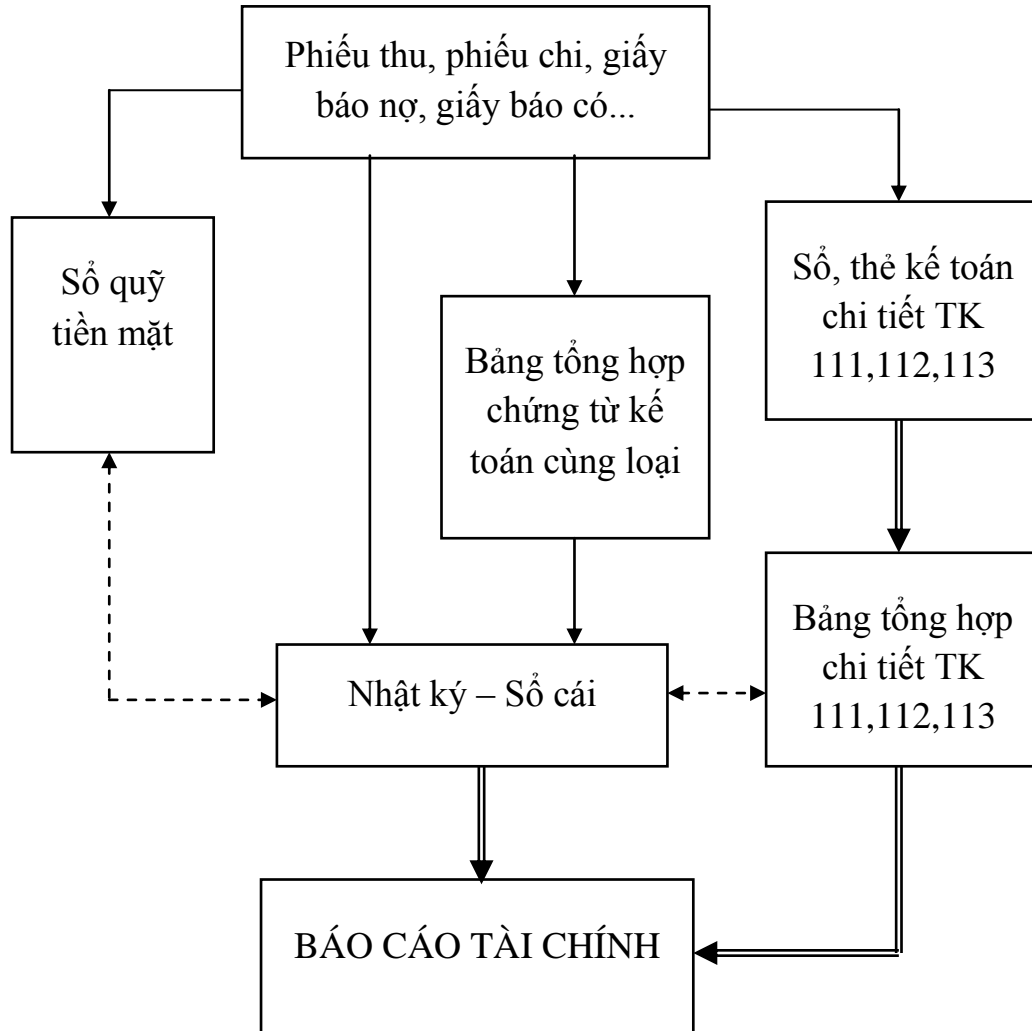 Phiếu thu, phiếu chi, giấy
báo nợ, giấy báo có...
Sổ quỹ
tiền mặt
Bảng tổng hợp
chứng từ kế
toán cùng loại
Sổ, thẻ kế toán
chi tiết TK
111,112,113
Nhật ký – Sổ cái
Bảng tổng hợp
chi tiết TK
111,112,113
BÁO CÁO TÀI CHÍNH